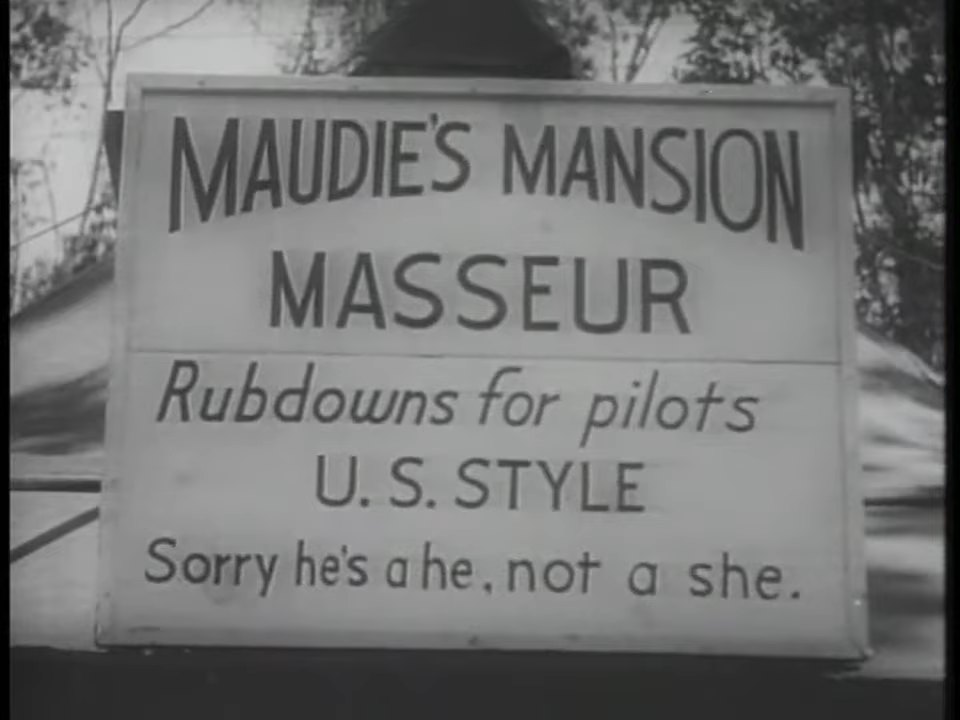 MAUDIE'S MANSION
MASSEUR
Rubdowns for pilots
U.S. STYLE
Sorry he's a he, not a she.